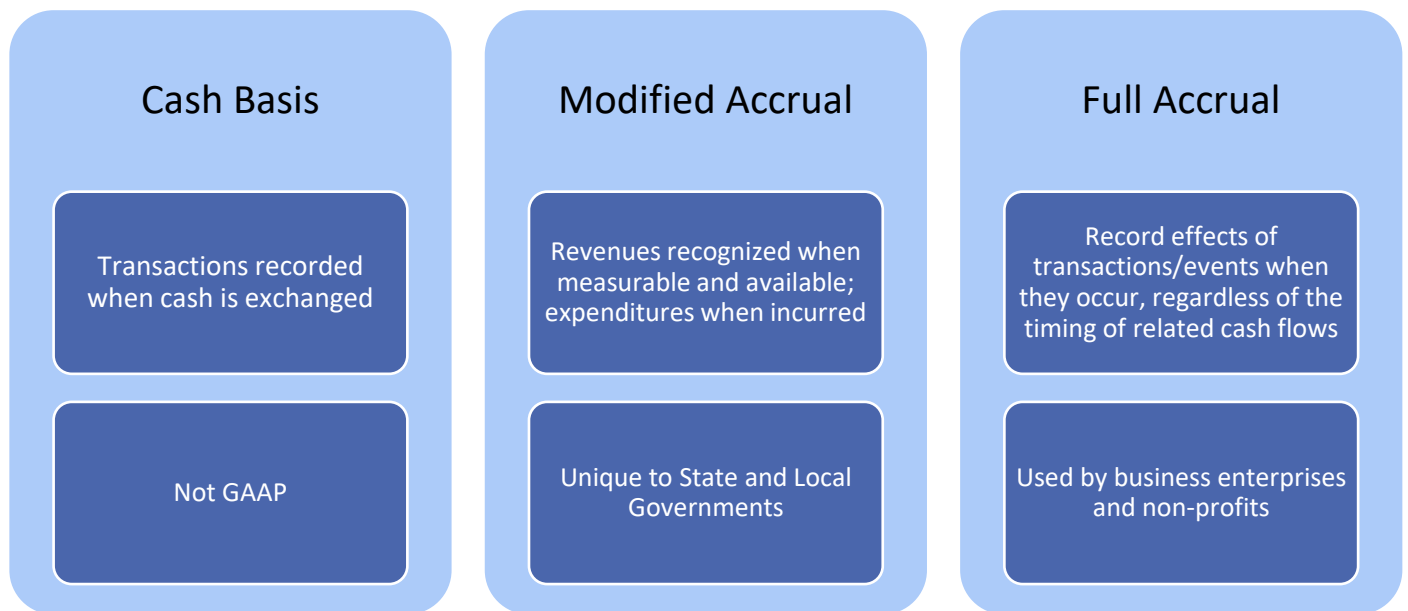 Cash Basis
Transactions recorded
when cash is exchanged
Not GAAP
Modified Accrual
Revenues recognized when
measurable and available;
expenditures when incurred
Unique to State and Local
Governments
Full Accrual
Record effects of
transactions/events when
they occur, regardless of the
timing of related cash flows
Used by business enterprises
and non-profits